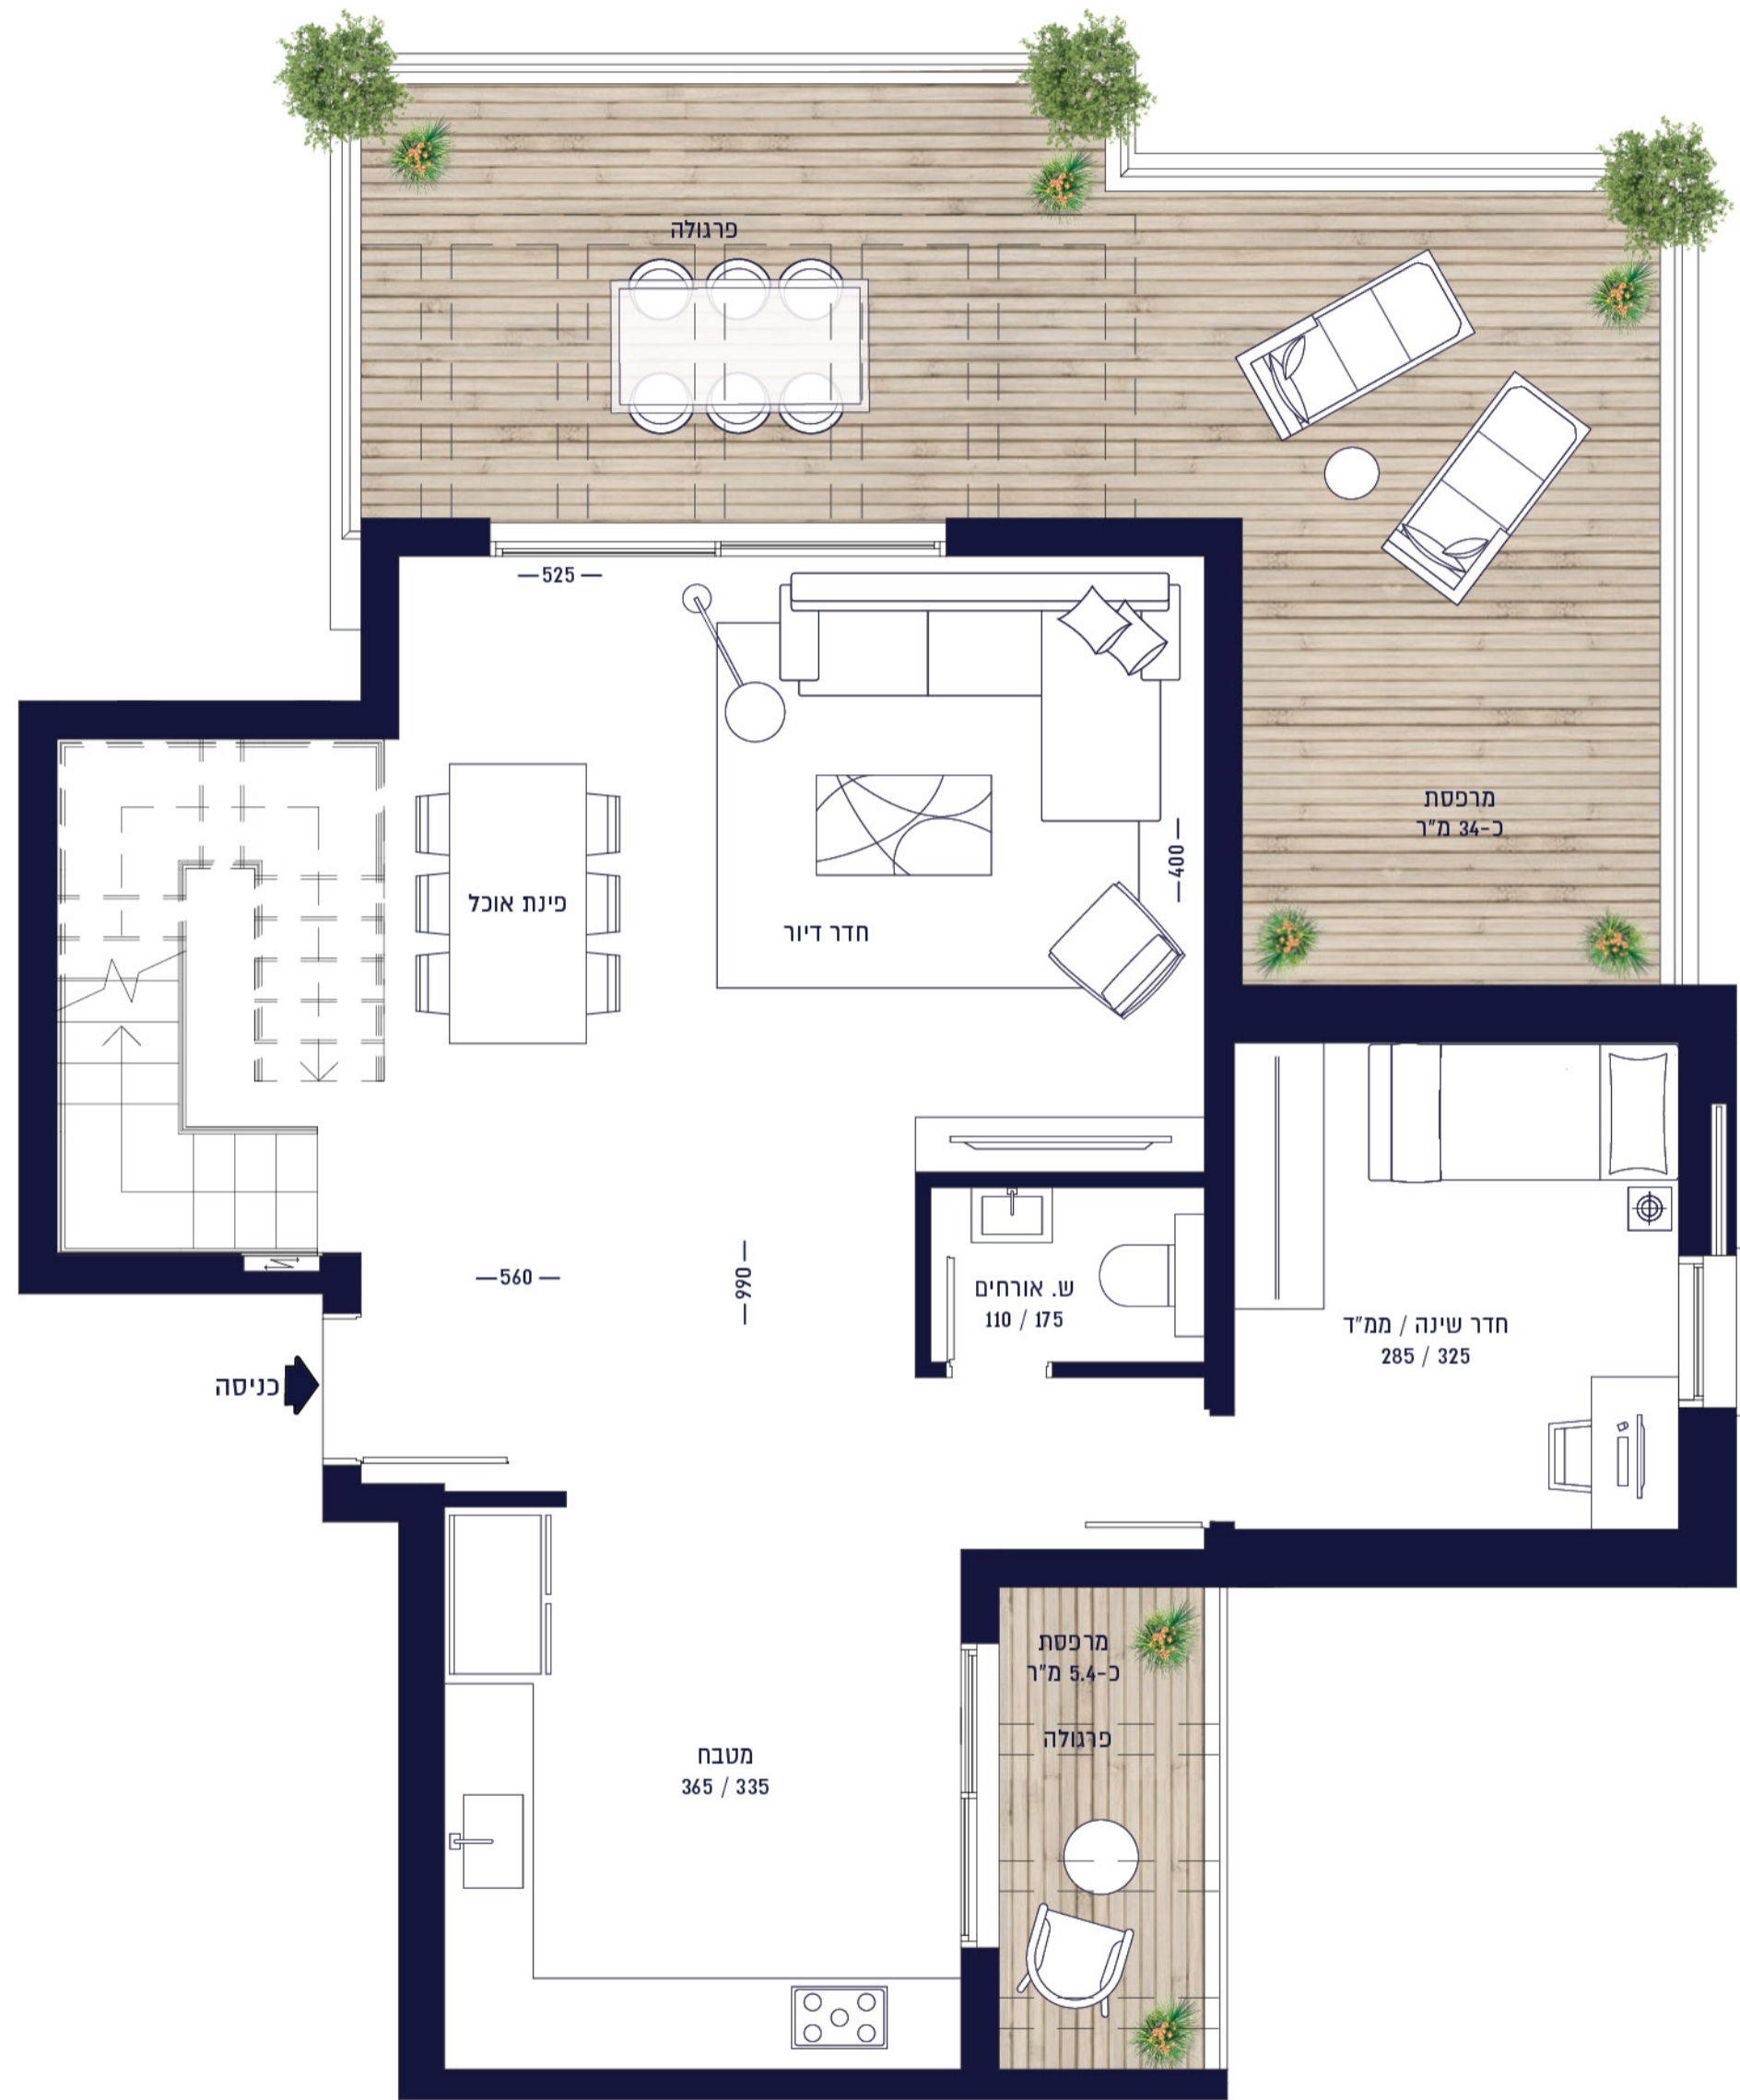 פרגולה
525
מרפסת
כ-34 מ"ר
400
פינת אוכל
חדר דיור
560
990
ש. אורחים
110 / 175
חדר שינה / ממ"ד
285 / 325
כניסה
מרפסת
כ-5.4 מ"ר
פרגולה
מטבח
365 / 335